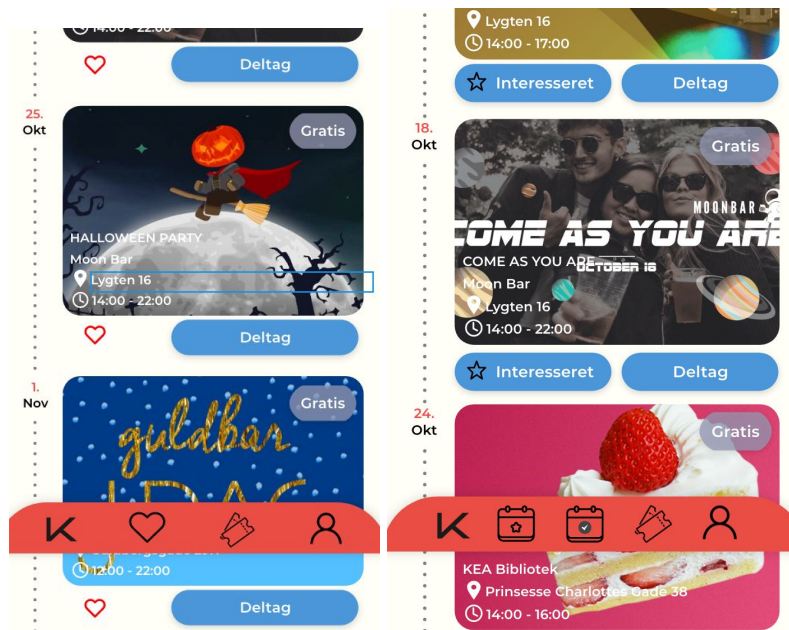 14:00 - 22:00
Deltag
25.
Okt
Gratis
HALLOWEEN PARTY
Moon Bar
Lygten 16
14:00 - 22:00
Deltag
1.
Nov
Gratis
guldbar
12:00 - 22:00
Deltag
Lygten 16
14:00 - 17:00
Interesseret
Deltag
18.
Okt
Gratis
MOONBAR
COME AS YOU ARE
OCTOBER 18
COME AS YOU ARE
Moon Bar
Lygten 16
14:00 - 22:00
Interesseret
Deltag
24.
Okt
Gratis
K
K
KEA Bibliotek
Prinsesse Charlottes Gade 38
14:00 - 16:00